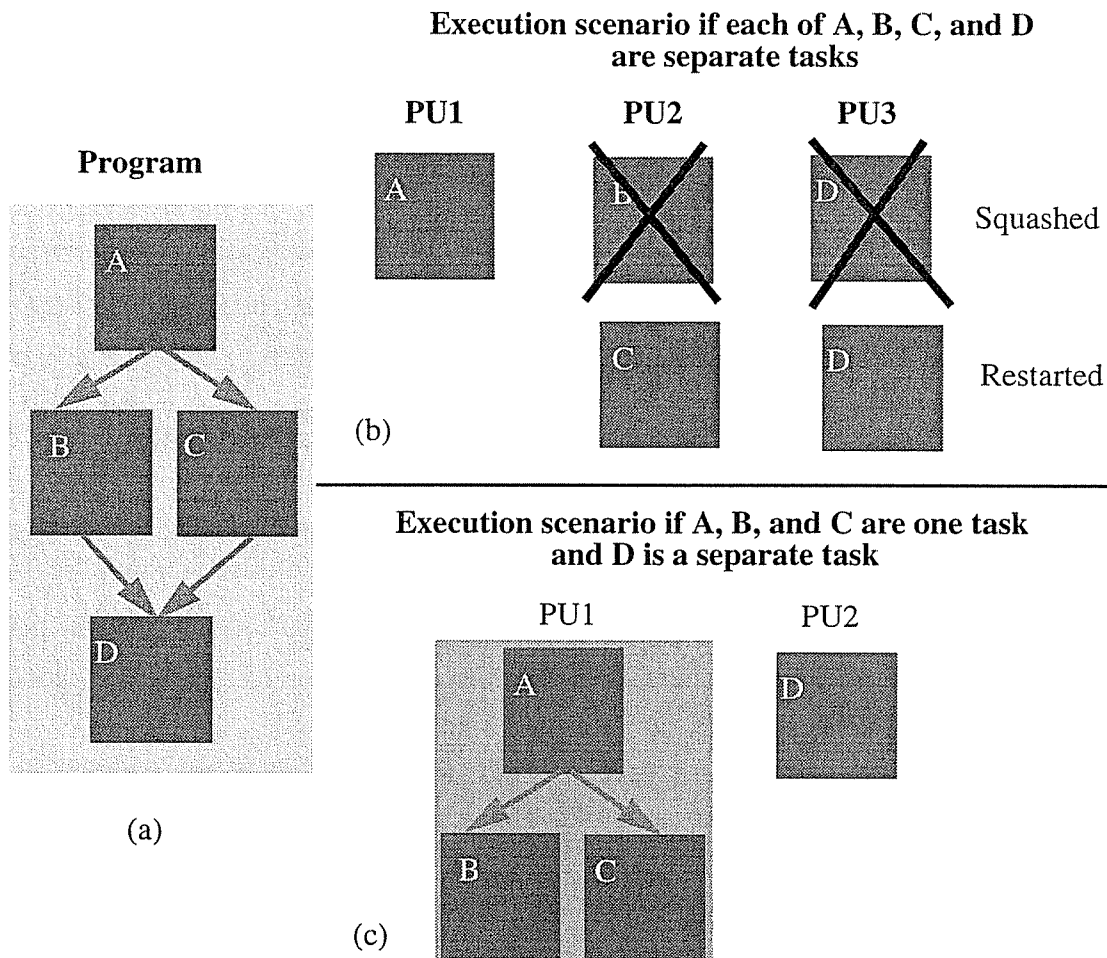 Execution scenario if each of A, B, C, and D
are separate tasks
PU1 PU2 PU3
Program
A B D Squashed
A
C D Restarted
B C
(b)
Execution scenario if A, B, and C are one task
and D is a separate task
PU1 PU2
D
A D
(a)
B C
(c)